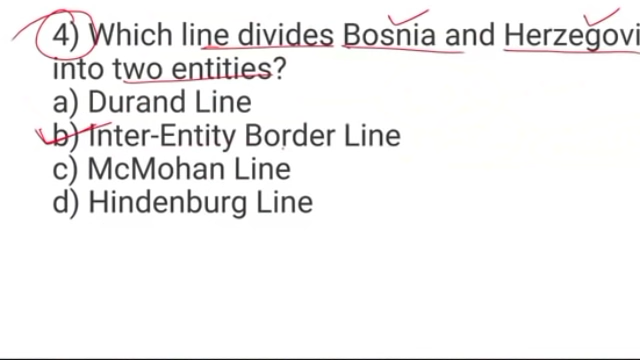 4) Which line divides Bosnia and Herzegovi
into two entities?
a) Durand Line
b) Inter-Entity Border Line
c) McMohan Line
d) Hindenburg Line